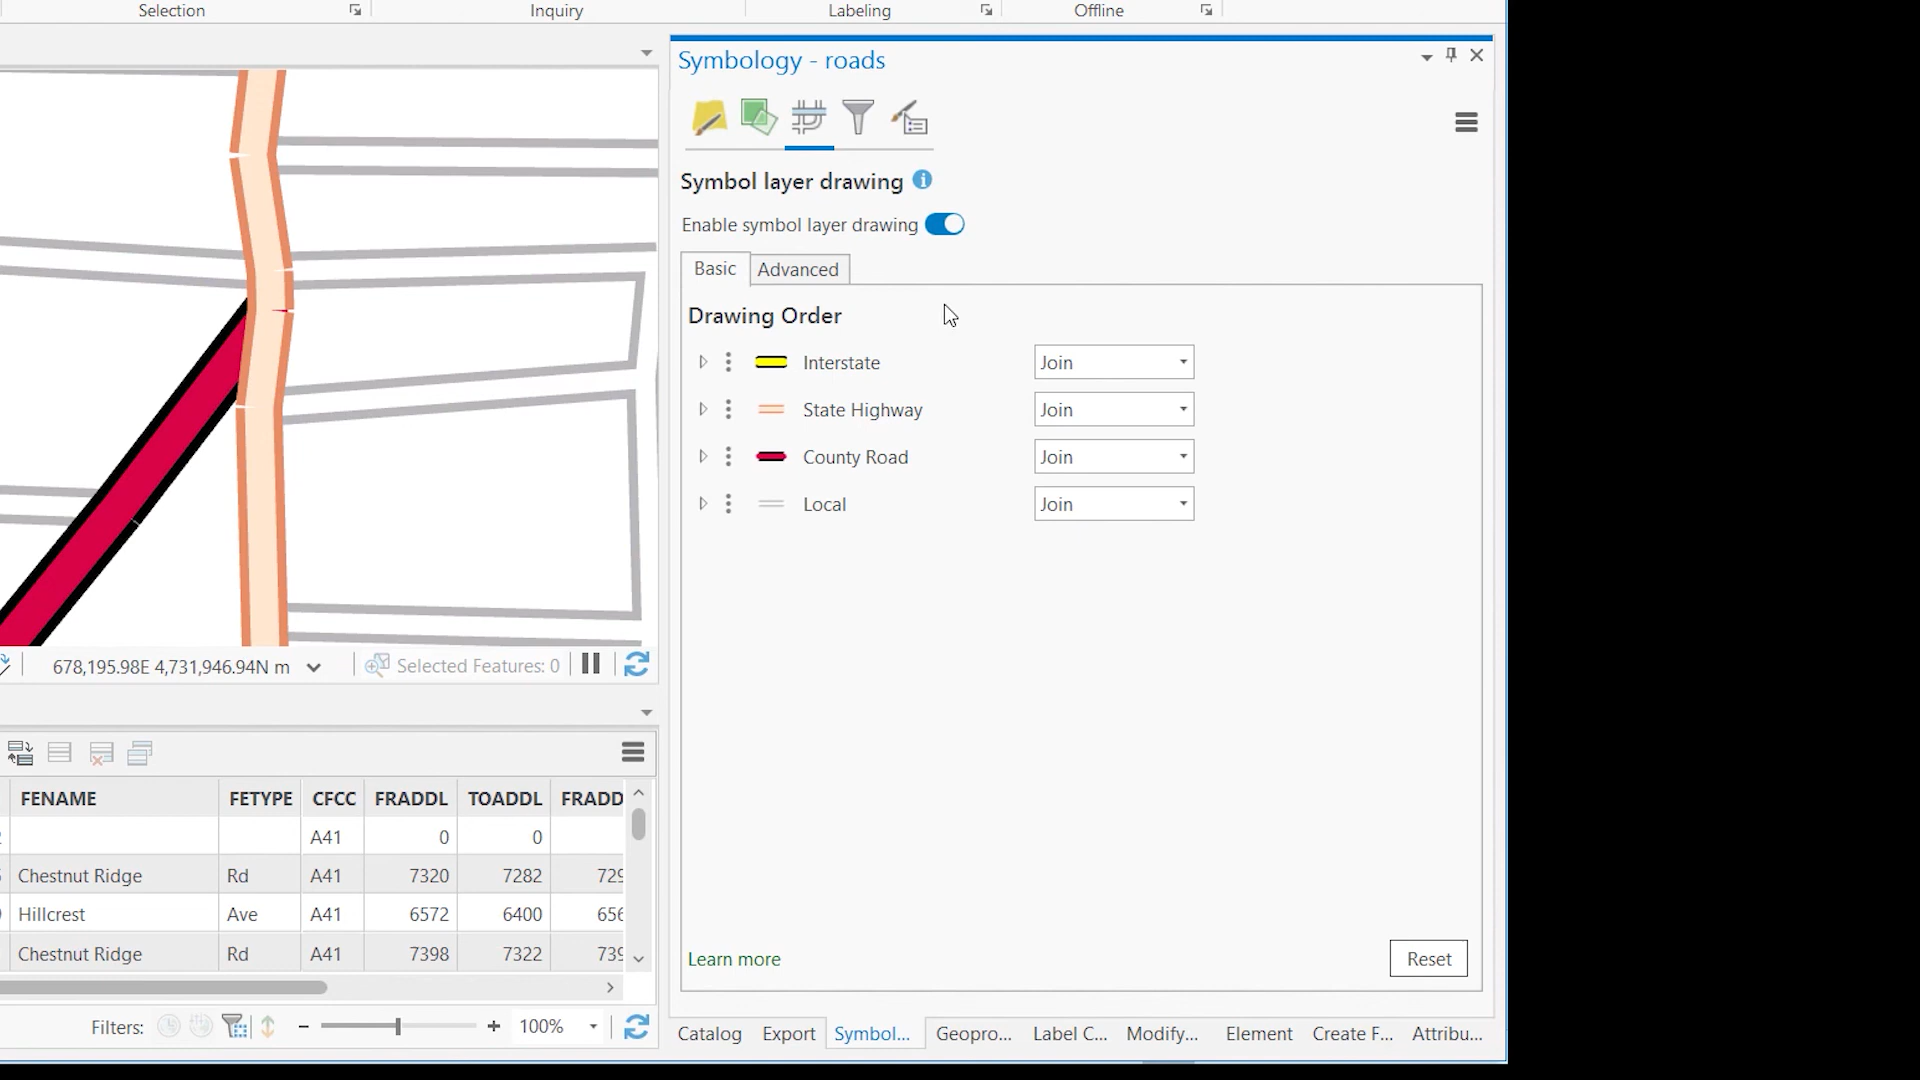 Selection
Inquiry
Labeling
Offline
Symbology - roads
Symbol layer drawing
Enable symbol layer drawing
Basic
Advanced
Drawing Order
Interstate
Join
State Highway
Join
County Road
Join
Local
Join
Learn more
Reset
678,195.98E 4,731,946.94N m
Selected Features: 0
FENAME FETYPE CFCC FRADDL TOADDL FRADD
A41 0 0
Chestnut Ridge Rd A41 7320 7282 729
Hillcrest Ave A41 6572 6400 656
Chestnut Ridge Rd A41 7398 7322 739
Filters:
100%
Catalog Export Symbol... Geopro... Label C... Modify... Element Create F... Attribu...